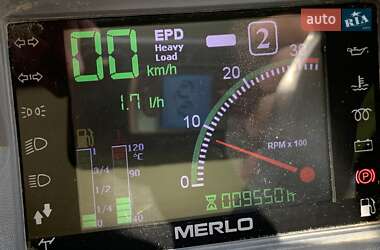 auto RIA
EPD
Heavy
Load
00 km/h
2
30
20
10
0
1.7 l/h
RPM x 100
1 120
°C
3/4
1/2 90
1/4
0 40
009550 h
MERLO
P